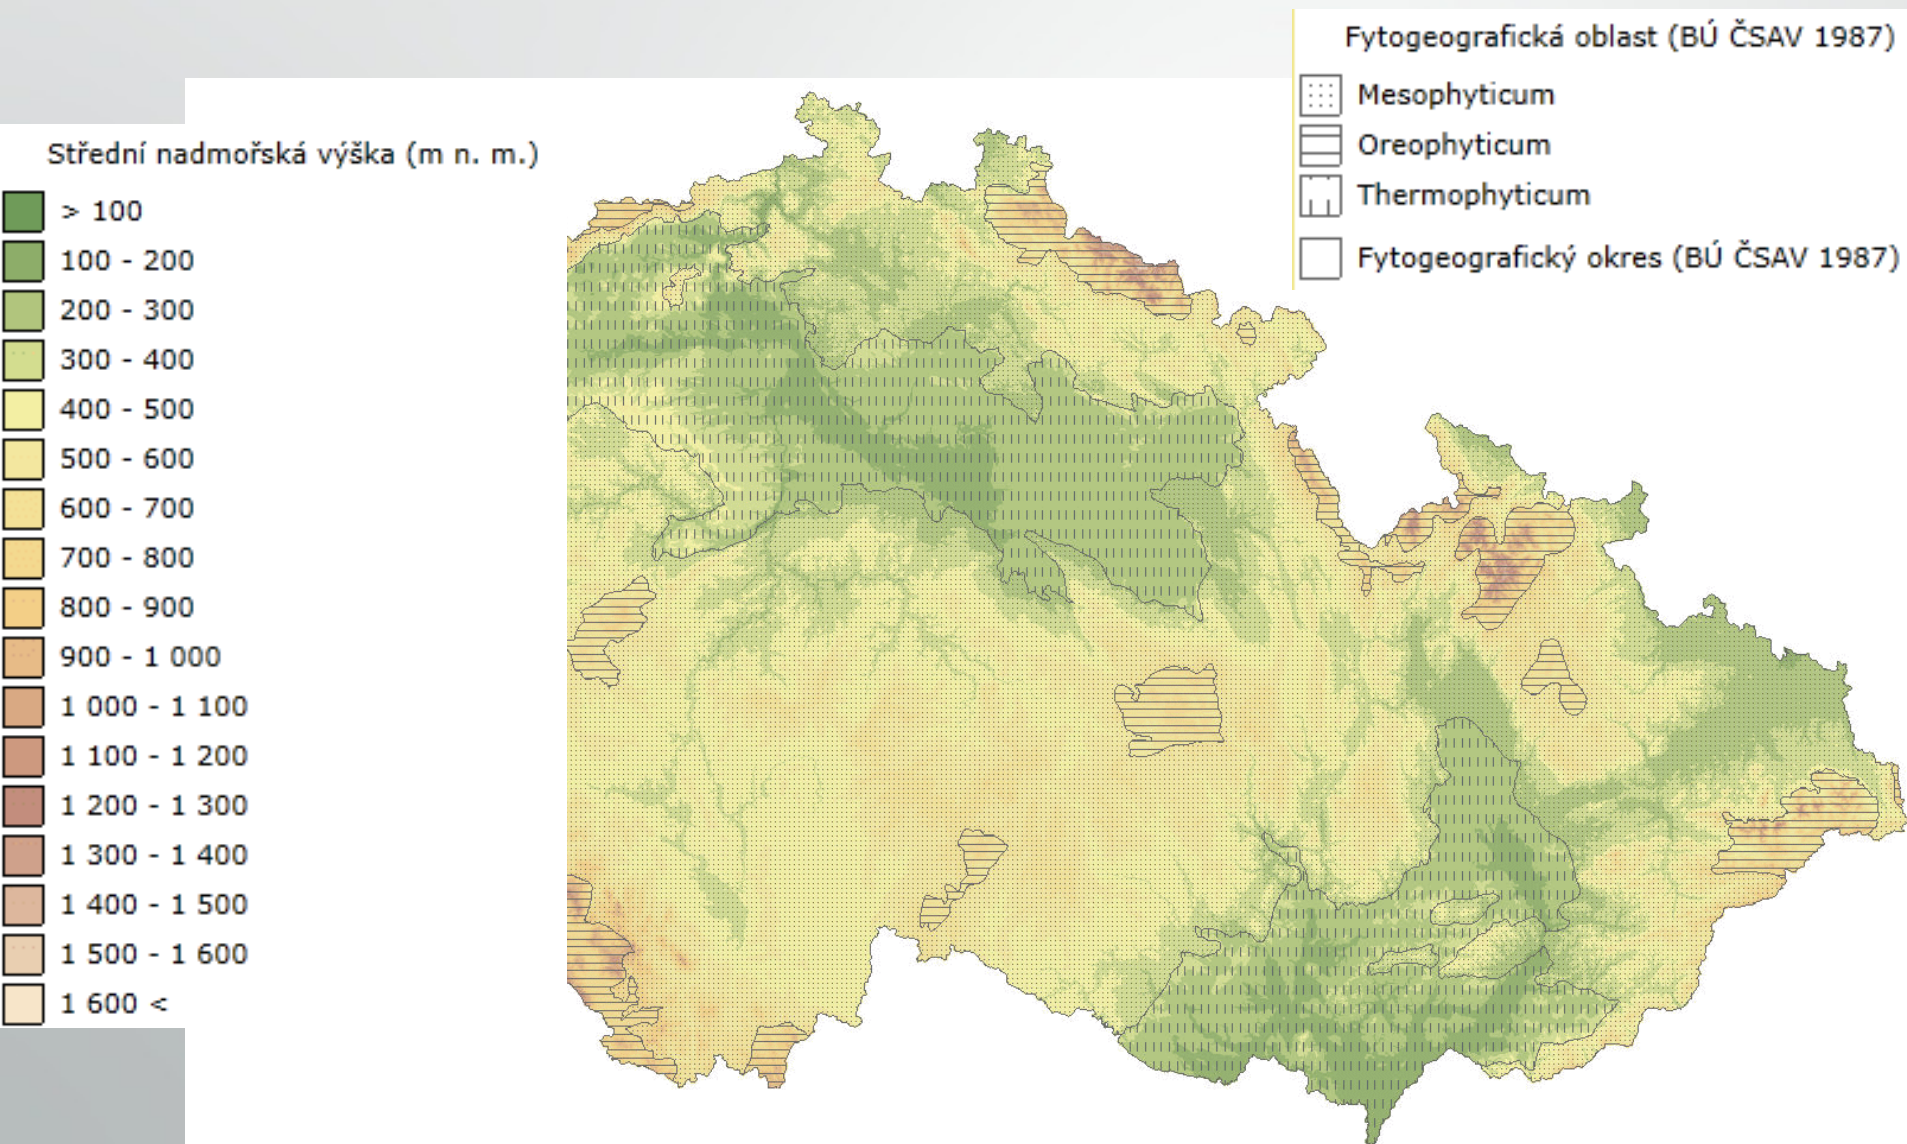 Fytogeografická oblast (BÚ ČSAV 1987)
Mesophyticum
Oreophyticum
Thermophyticum
Fytogeografický okres (BÚ ČSAV 1987)
Střední nadmořská výška (m n. m.)
> 100
100 - 200
200 - 300
300 - 400
400 - 500
500 - 600
600 - 700
700 - 800
800 - 900
900 - 1 000
1 000 - 1 100
1 100 - 1 200
1 200 - 1 300
1 300 - 1 400
1 400 - 1 500
1 500 - 1 600
1 600 <